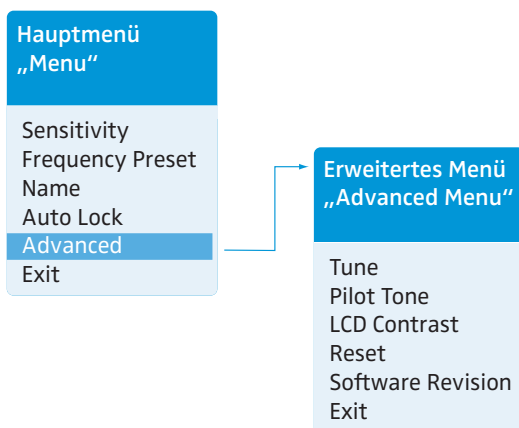 Hauptmenü
„Menu“
Sensitivity
Frequency Preset
Name
Auto Lock
Advanced
Exit
Erweitertes Menü
„Advanced Menu“
Tune
Pilot Tone
LCD Contrast
Reset
Software Revision
Exit